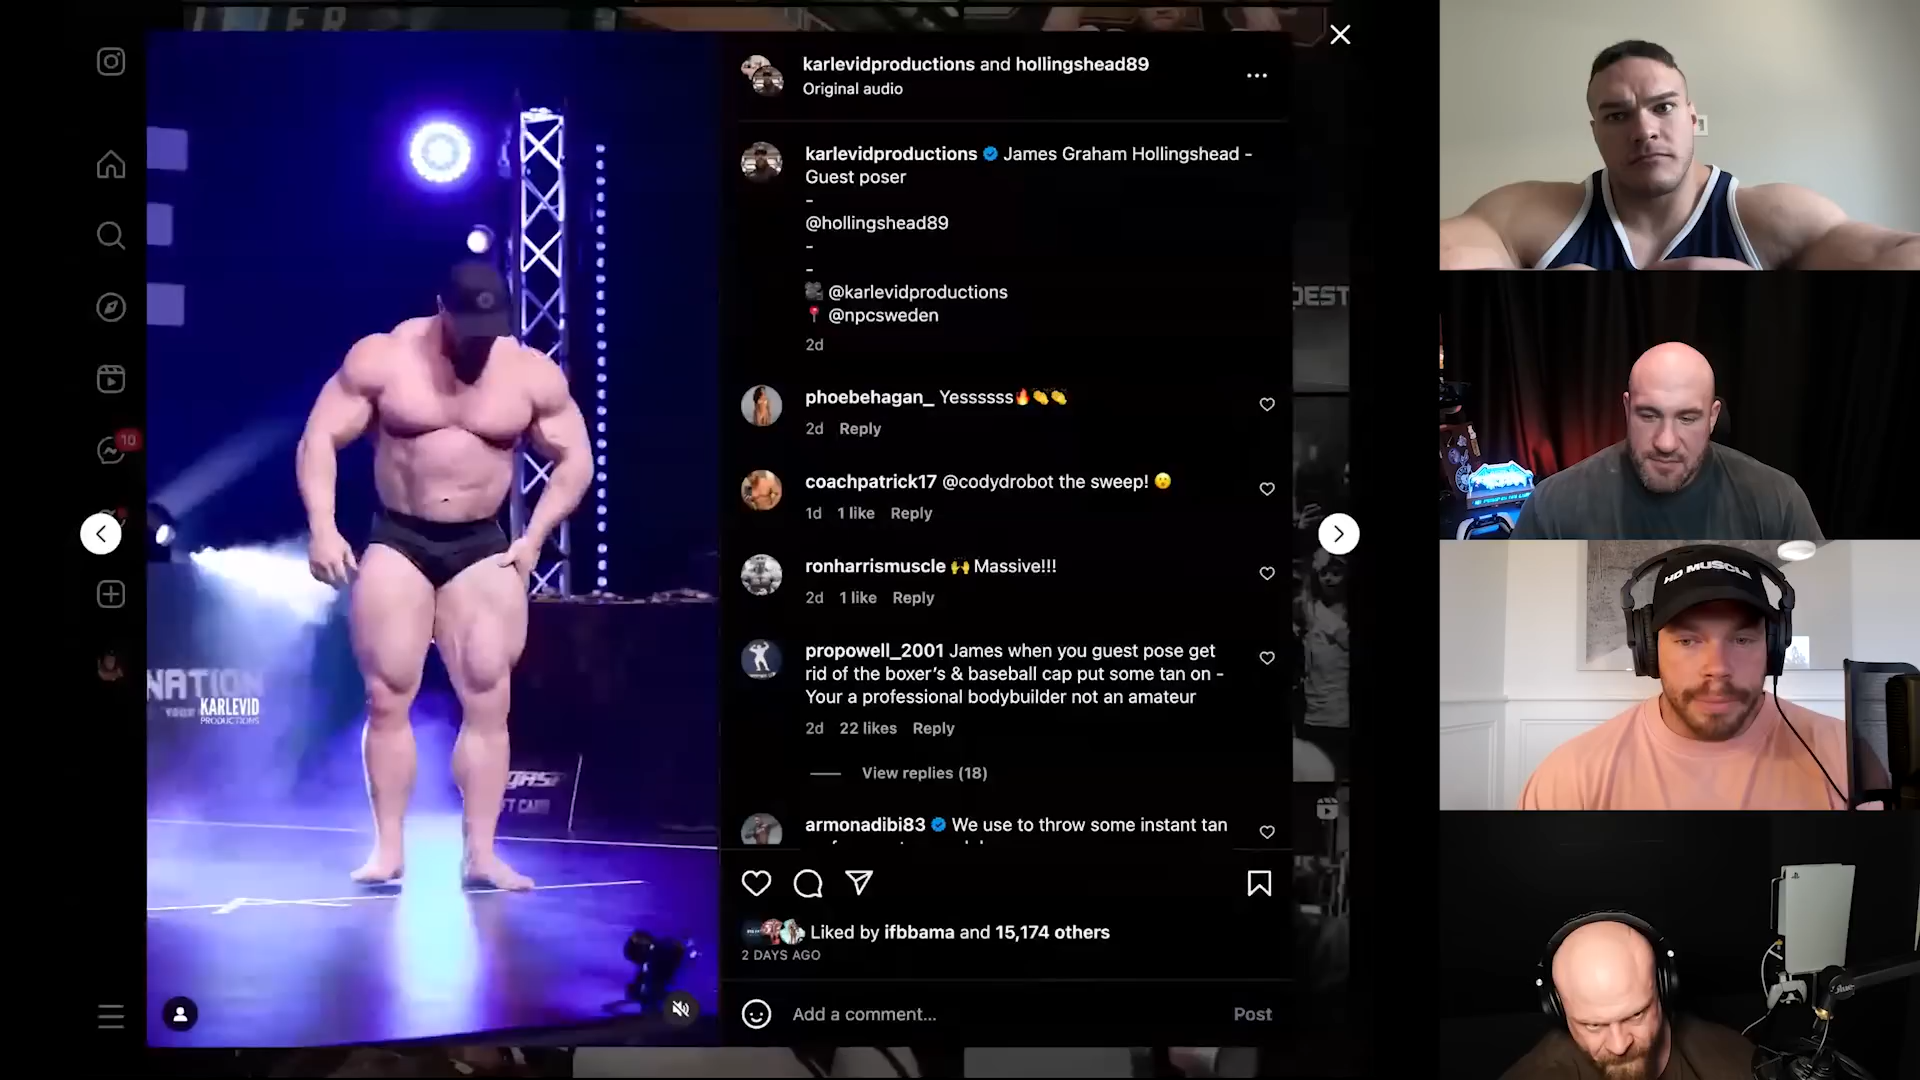 karlevidproductions and hollingshead89
Original audio
karlevidproductions James Graham Hollingshead -
Guest poser
-
@hollingshead89
-
-
@karlevidproductions
@npcsweden
2d
phoebehagan_ Yessssss🔥👏👏
2d Reply
coachpatrick17 @codydrobot the sweep! 😮
1d 1 like Reply
ronharrismuscle 🙌 Massive!!!
2d 1 like Reply
propowell_2001 James when you guest pose get
rid of the boxer’s & baseball cap put some tan on -
Your a professional bodybuilder not an amateur
2d 22 likes Reply
View replies (18)
armonadibi83 We use to throw some instant tan
Liked by ifbbama and 15,174 others
2 DAYS AGO
Add a comment...
Post
10
NATION
KARLEVID
PRODUCTIONS
HD MUSCLE